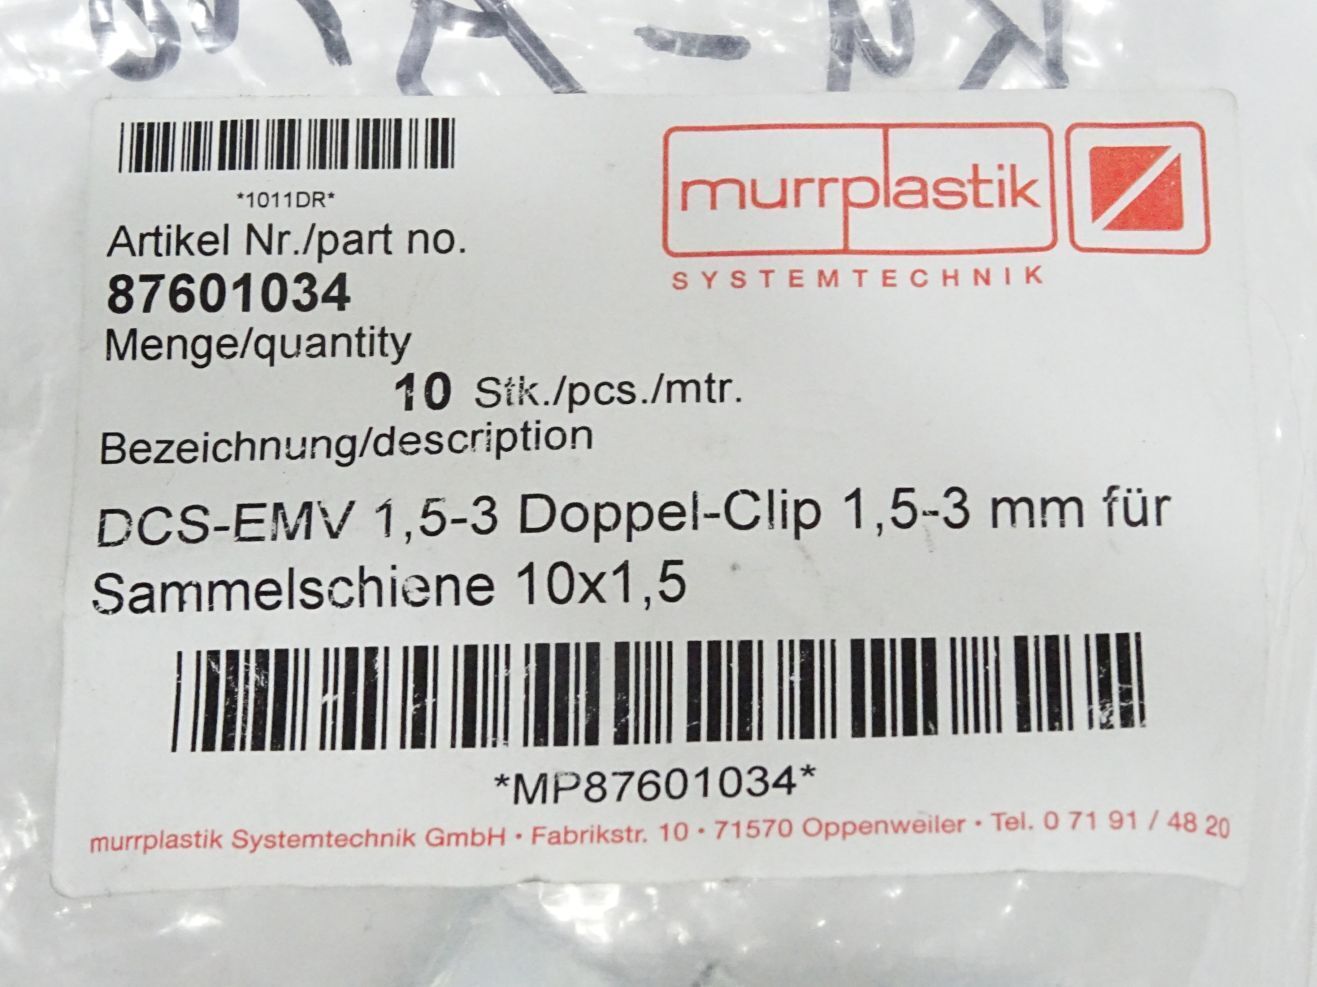 *1011DR*
Artikel Nr./part no.
87601034
murrplastik
SYSTEMTECHNIK
Menge/quantity
10 Stk./pcs./mtr.
Bezeichnung/description
DCS-EMV 1,5-3 Doppel-Clip 1,5-3 mm für
Sammelschiene 10x1,5
*MP87601034*
murrplastik Systemtechnik GmbH · Fabrikstr. 10 · 71570 Oppenweiler · Tel. 0 71 91 / 48 20